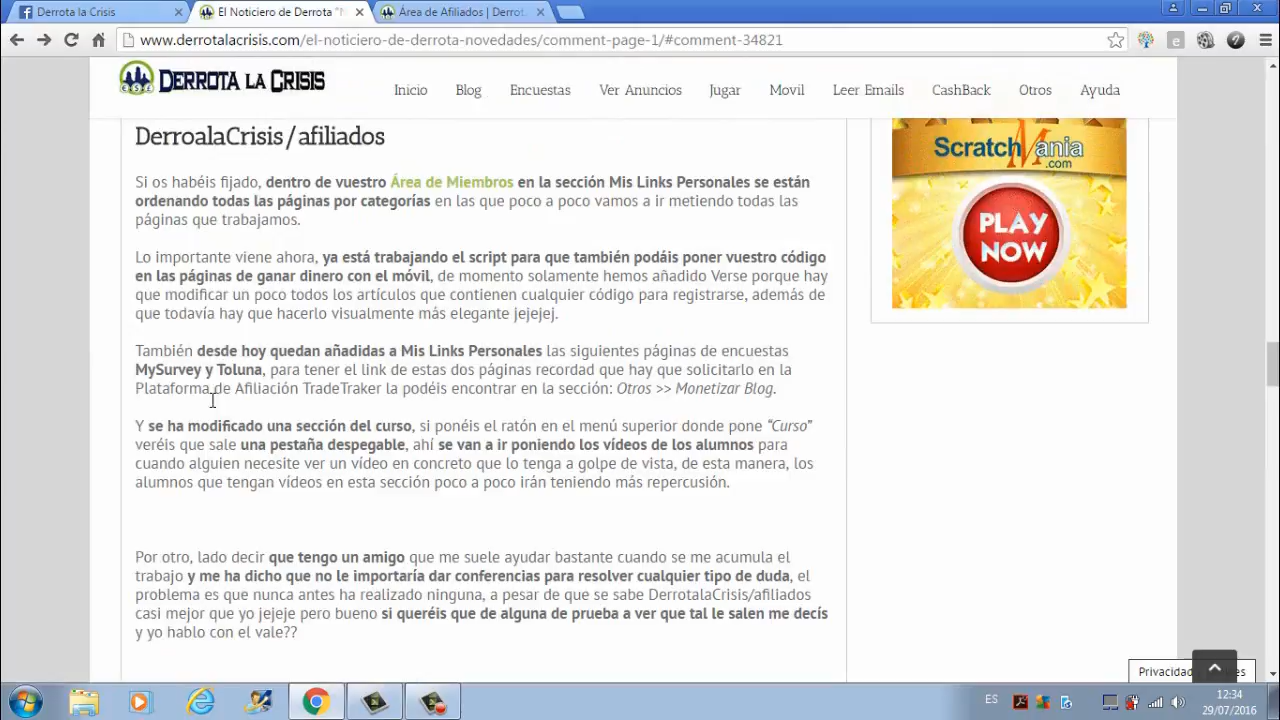 Derrota la Crisis
El Noticiero de Derrota "N
Área de Afiliados | Derrot
www.derrotalacrisis.com/el-noticiero-de-derrota-novedades/comment-page-1/#comment-34821
DERROTA LA CRISIS
Inicio Blog Encuestas Ver Anuncios Jugar Movil Leer Emails CashBack Otros Ayuda
DerroalaCrisis/afiliados
Si os habéis fijado, dentro de vuestro Área de Miembros en la sección Mis Links Personales se están
ordenando todas las páginas por categorías en las que poco a poco vamos a ir metiendo todas las
páginas que trabajamos.
Lo importante viene ahora, ya está trabajando el script para que también podáis poner vuestro código
en las páginas de ganar dinero con el móvil, de momento solamente hemos añadido Verse porque hay
que modificar un poco todos los artículos que contienen cualquier código para registrarse, además de
que todavía hay que hacerlo visualmente más elegante jejejej.
También desde hoy quedan añadidas a Mis Links Personales las siguientes páginas de encuestas
MySurvey y Toluna, para tener el link de estas dos páginas recordad que hay que solicitarlo en la
Plataforma de Afiliación TradeTraker la podéis encontrar en la sección: Otros >> Monetizar Blog.
Y se ha modificado una sección del curso, si ponéis el ratón en el menú superior donde pone “Curso”
veréis que sale una pestaña despegable, ahí se van a ir poniendo los vídeos de los alumnos para
cuando alguien necesite ver un vídeo en concreto que lo tenga a golpe de vista, de esta manera, los
alumnos que tengan vídeos en esta sección poco a poco irán teniendo más repercusión.
Por otro, lado decir que tengo un amigo que me suele ayudar bastante cuando se me acumula el
trabajo y me ha dicho que no le importaría dar conferencias para resolver cualquier tipo de duda, el
problema es que nunca antes ha realizado ninguna, a pesar de que se sabe DerrotalaCrisis/afiliados
casi mejor que yo jejeje pero bueno si queréis que de alguna de prueba a ver que tal le salen me decís
y yo hablo con el vale??
ScratchMania
.com
PLAY
NOW
Privacidad y
ES
12:34
29/07/2016